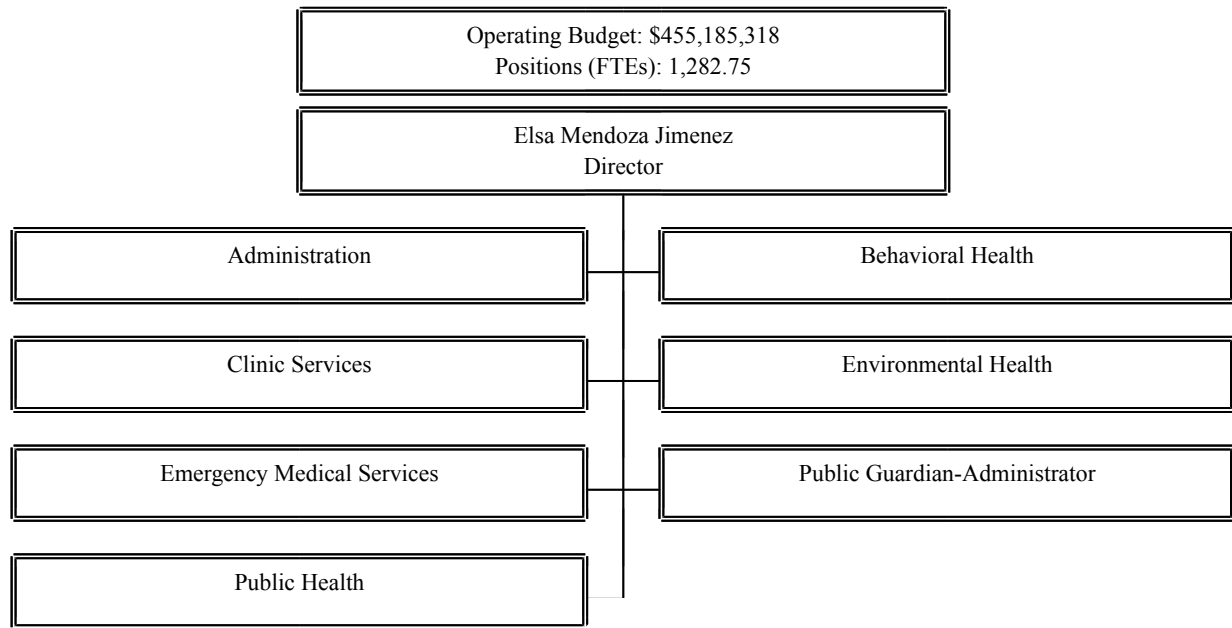 Operating Budget: $455,185,318
Positions (FTEs): 1,282.75
Elsa Mendoza Jimenez
Director
Administration
Behavioral Health
Clinic Services
Environmental Health
Emergency Medical Services
Public Guardian-Administrator
Public Health